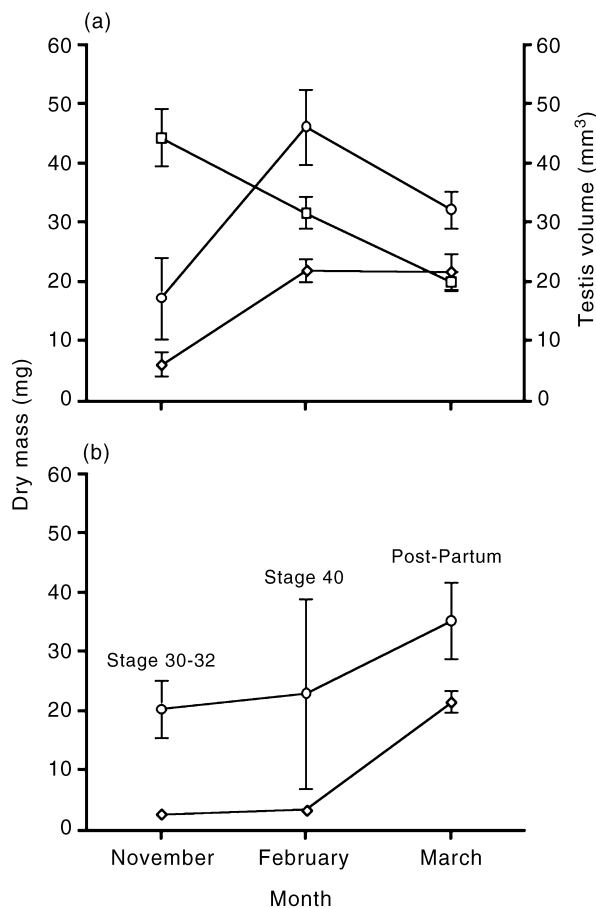 (a)
60
50
40
30
20
10
0
60
50
40
30
20
10
0
Testis volume (mm³)
Dry mass (mg)
(b)
60
50
40
30
20
10
0
Stage 30-32
Stage 40
Post-Partum
November
February
March
Month